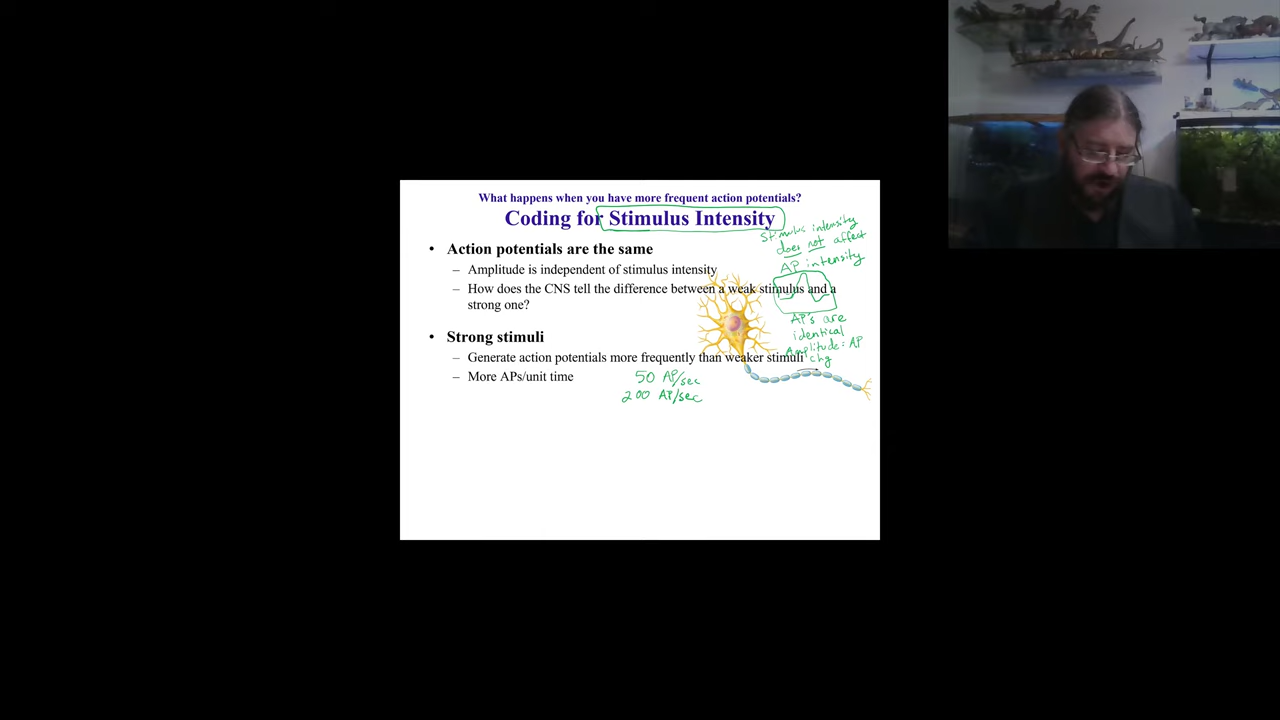 What happens when you have more frequent action potentials?
Coding for Stimulus Intensity
• Action potentials are the same
– Amplitude is independent of stimulus intensity
– How does the CNS tell the difference between a weak stimulus and a
strong one?
• Strong stimuli
– Generate action potentials more frequently than weaker stimuli
– More APs/unit time
50 AP/sec
200 AP/sec
Stimulus intensity
does not affect
AP intensity
AP's are
identical
Amplitude = AP
chg